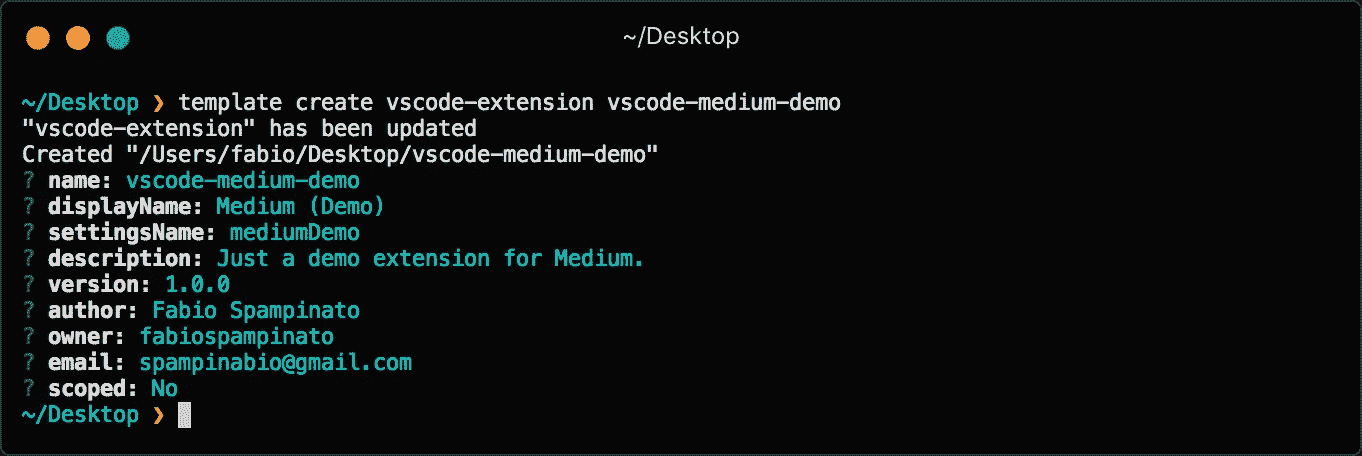 ~/Desktop
~/Desktop ❯ template create vscode-extension vscode-medium-demo
"vscode-extension" has been updated
Created "/Users/fabio/Desktop/vscode-medium-demo"
? name: vscode-medium-demo
? displayName: Medium (Demo)
? settingsName: mediumDemo
? description: Just a demo extension for Medium.
? version: 1.0.0
? author: Fabio Spampinato
? owner: fabiospampinato
? email: spampinabio@gmail.com
? scoped: No
~/Desktop ❯